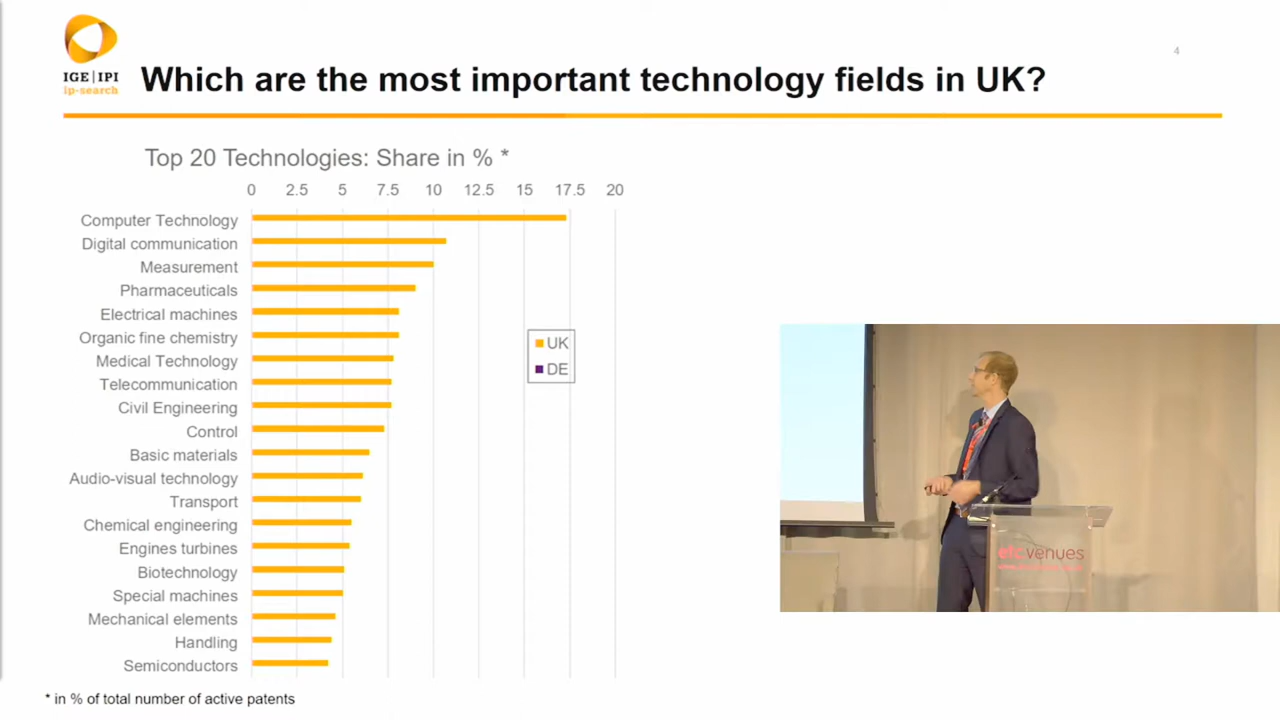 IGE|IPI
ip-search
4
Which are the most important technology fields in UK?
Top 20 Technologies: Share in % *
0 2.5 5 7.5 10 12.5 15 17.5 20
Computer Technology
Digital communication
Measurement
Pharmaceuticals
Electrical machines
Organic fine chemistry
Medical Technology
Telecommunication
Civil Engineering
Control
Basic materials
Audio-visual technology
Transport
Chemical engineering
Engines turbines
Biotechnology
Special machines
Mechanical elements
Handling
Semiconductors
UK
DE
etc venues
* in % of total number of active patents